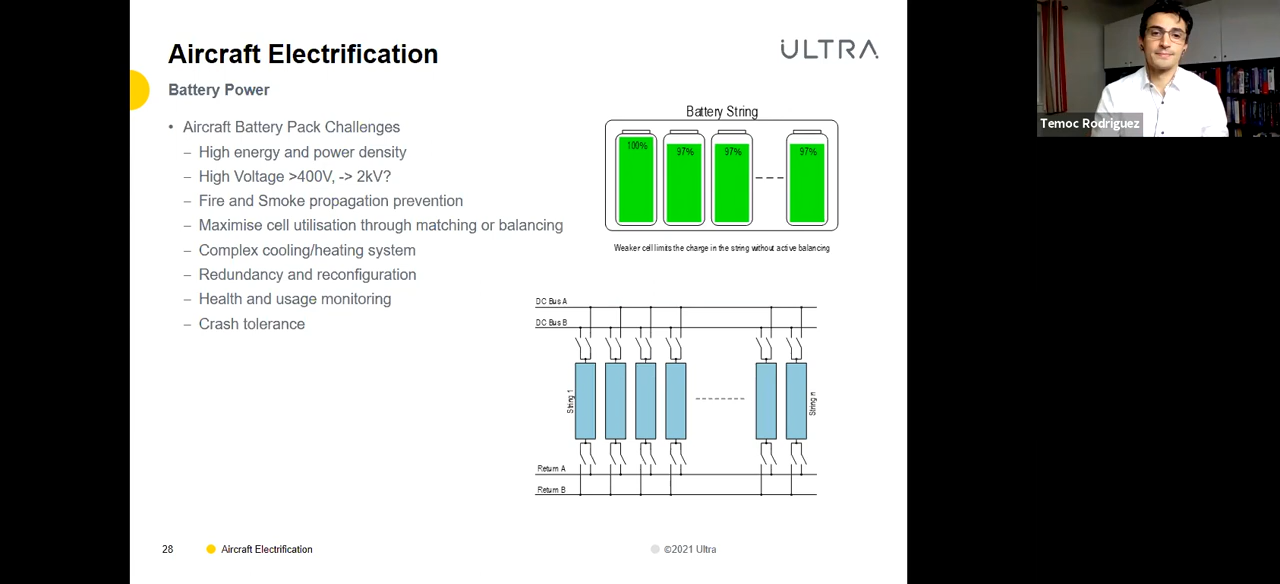 Aircraft Electrification
ULTRA
Battery Power
• Aircraft Battery Pack Challenges
– High energy and power density
– High Voltage >400V, -> 2kV?
– Fire and Smoke propagation prevention
– Maximise cell utilisation through matching or balancing
– Complex cooling/heating system
– Redundancy and reconfiguration
– Health and usage monitoring
– Crash tolerance
Battery String
100%
97%
97%
97%
Weaker cell limits the charge in the string without active balancing
DC Bus A
DC Bus B
String 1
String n
Return A
Return B
28
Aircraft Electrification
©2021 Ultra
Temoc Rodriguez